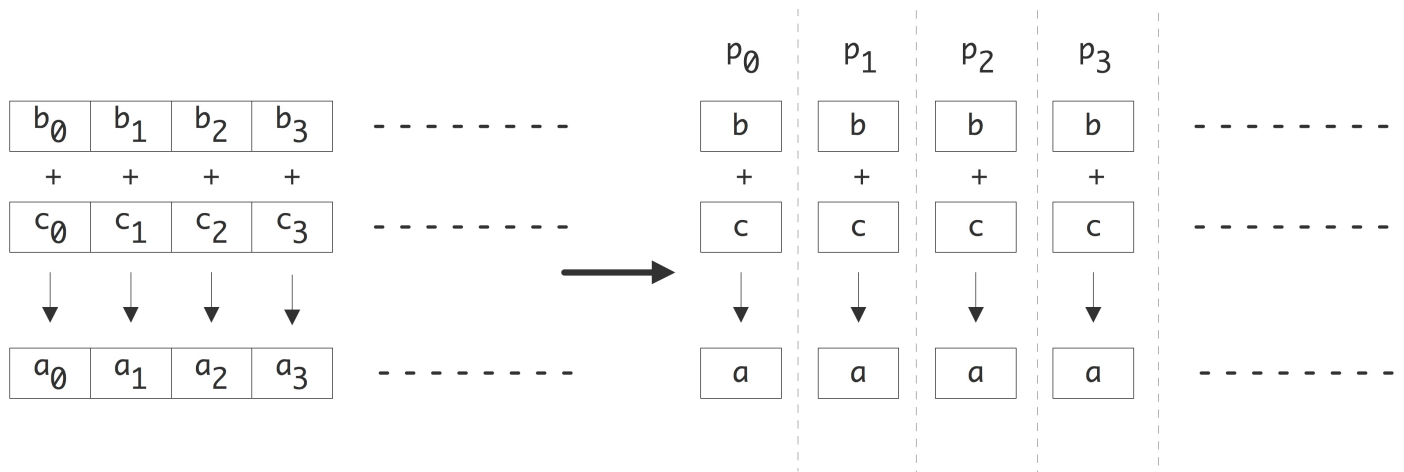 p₀ p₁ p₂ p₃
b₀ b₁ b₂ b₃ b b b b
+ + + + + + + +
c₀ c₁ c₂ c₃ c c c c
a₀ a₁ a₂ a₃ a a a a